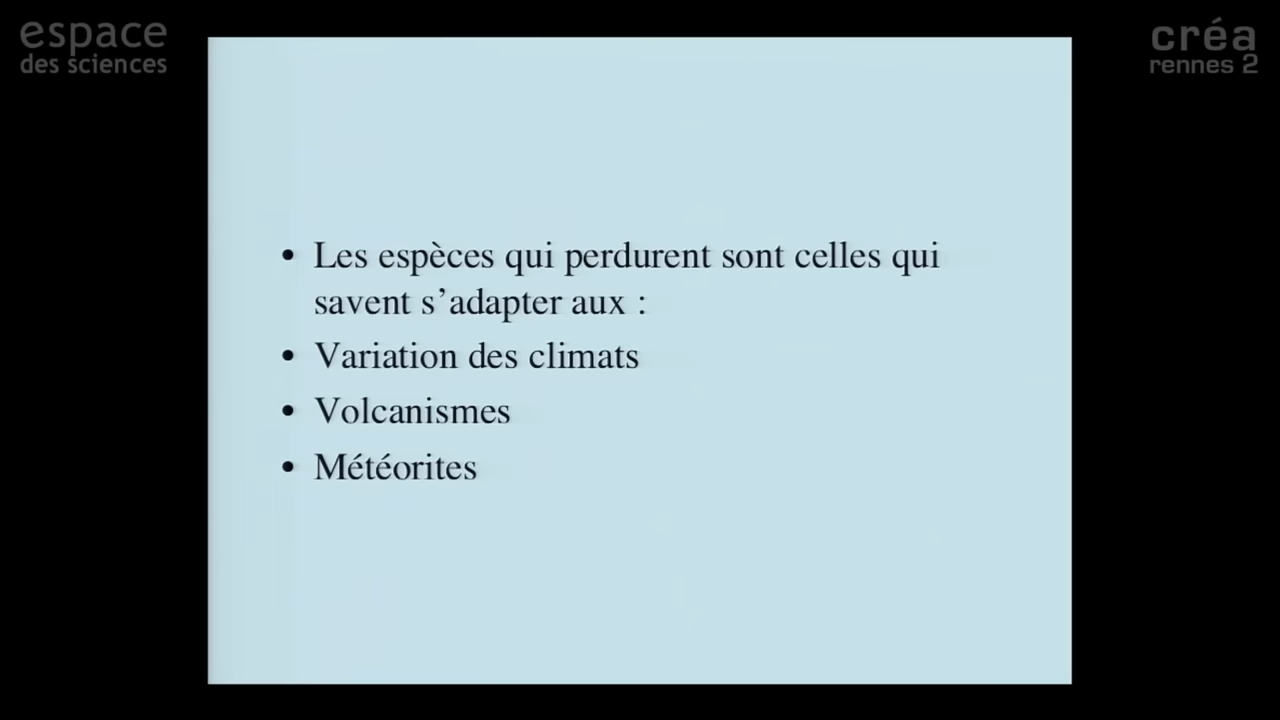 espace
des sciences
créa
rennes 2
• Les espèces qui perdurent sont celles qui
savent s’adapter aux :
• Variation des climats
• Volcanismes
• Météorites